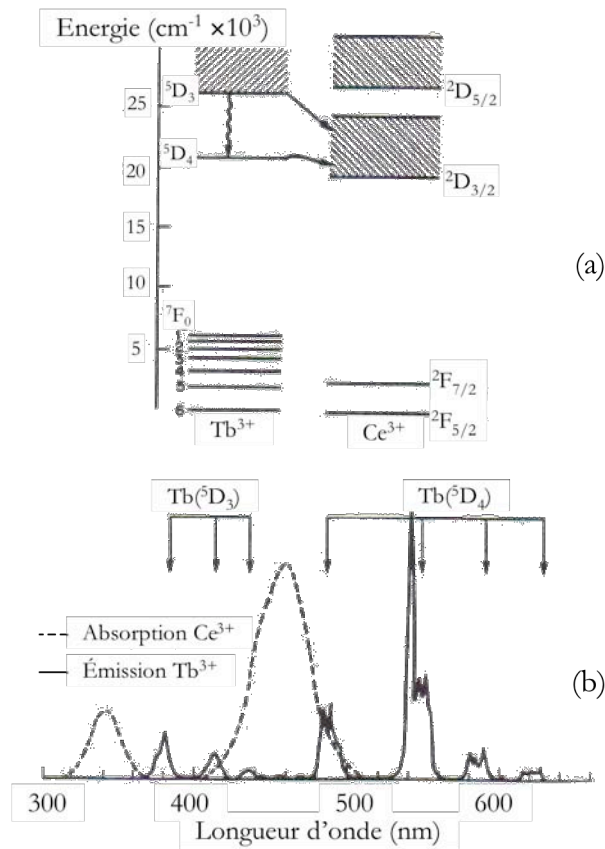 Energie (cm⁻¹ ×10³)
⁵D₃
²D₅/₂
25
⁵D₄
20
²D₃/₂
15
(a)
10
⁷F₀
1
2
3
4
5
6
5
²F₇/₂
²F₅/₂
Tb³⁺
Ce³⁺
Tb(⁵D₃)
Tb(⁵D₄)
Absorption Ce³⁺
Émission Tb³⁺
(b)
300
400
500
600
Longueur d’onde (nm)